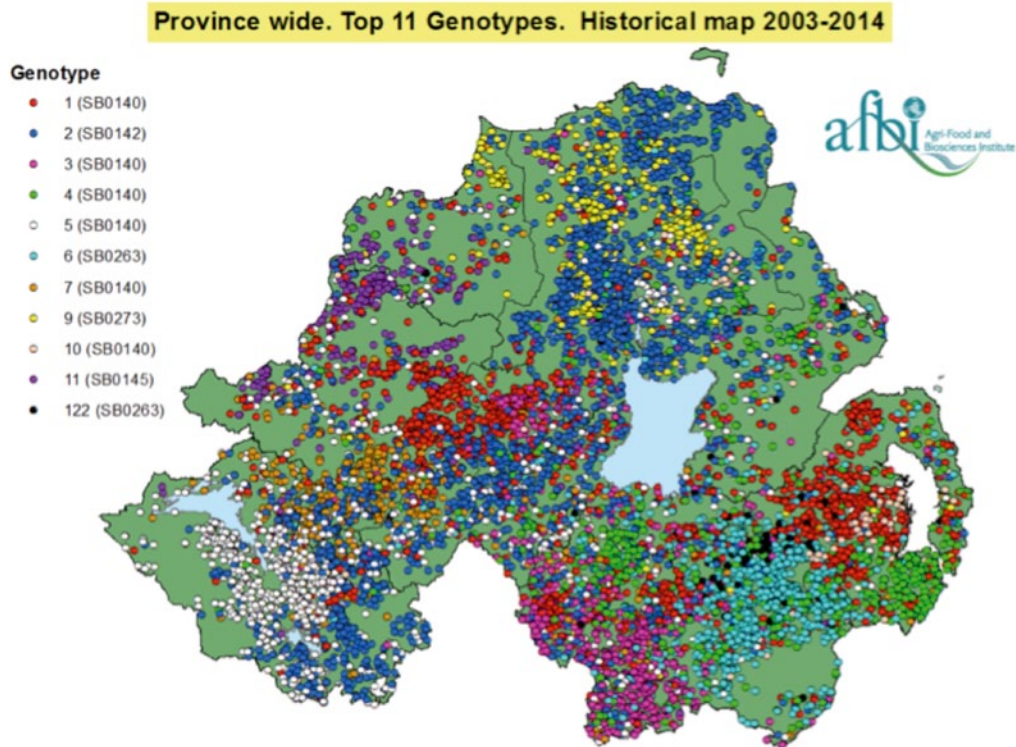 Province wide. Top 11 Genotypes. Historical map 2003-2014
Genotype
1 (SB0140)
2 (SB0142)
3 (SB0140)
4 (SB0140)
5 (SB0140)
6 (SB0263)
7 (SB0140)
9 (SB0273)
10 (SB0140)
11 (SB0145)
122 (SB0263)
afbi
Agri-Food and
Biosciences Institute